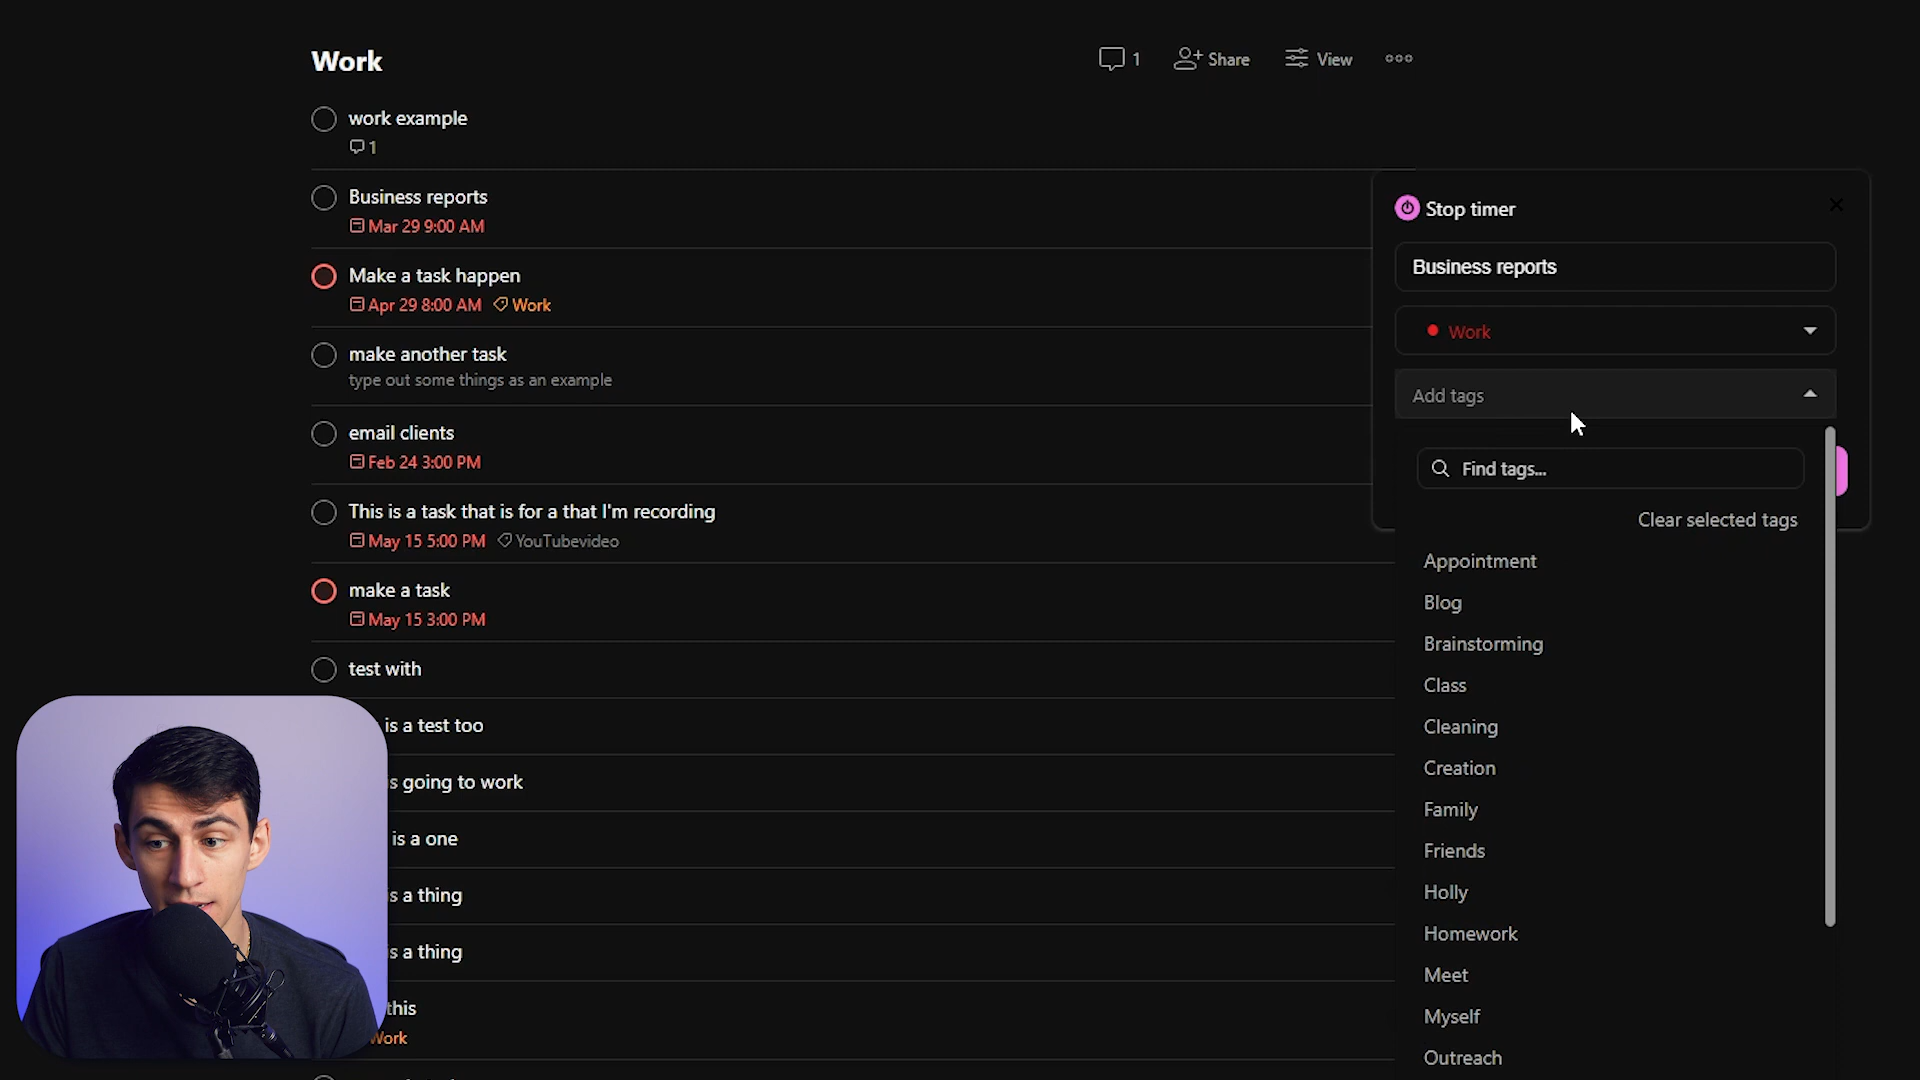 Work
1
Share
View
work example
1
Business reports
Mar 29 9:00 AM
Make a task happen
Apr 29 8:00 AM Work
make another task
type out some things as an example
email clients
Feb 24 3:00 PM
This is a task that is for a that I'm recording
May 15 5:00 PM YouTubevideo
make a task
May 15 3:00 PM
test with
is a test too
s going to work
is a one
s a thing
s a thing
this
Work
Stop timer
Business reports
Work
Add tags
Find tags...
Clear selected tags
Appointment
Blog
Brainstorming
Class
Cleaning
Creation
Family
Friends
Holly
Homework
Meet
Myself
Outreach